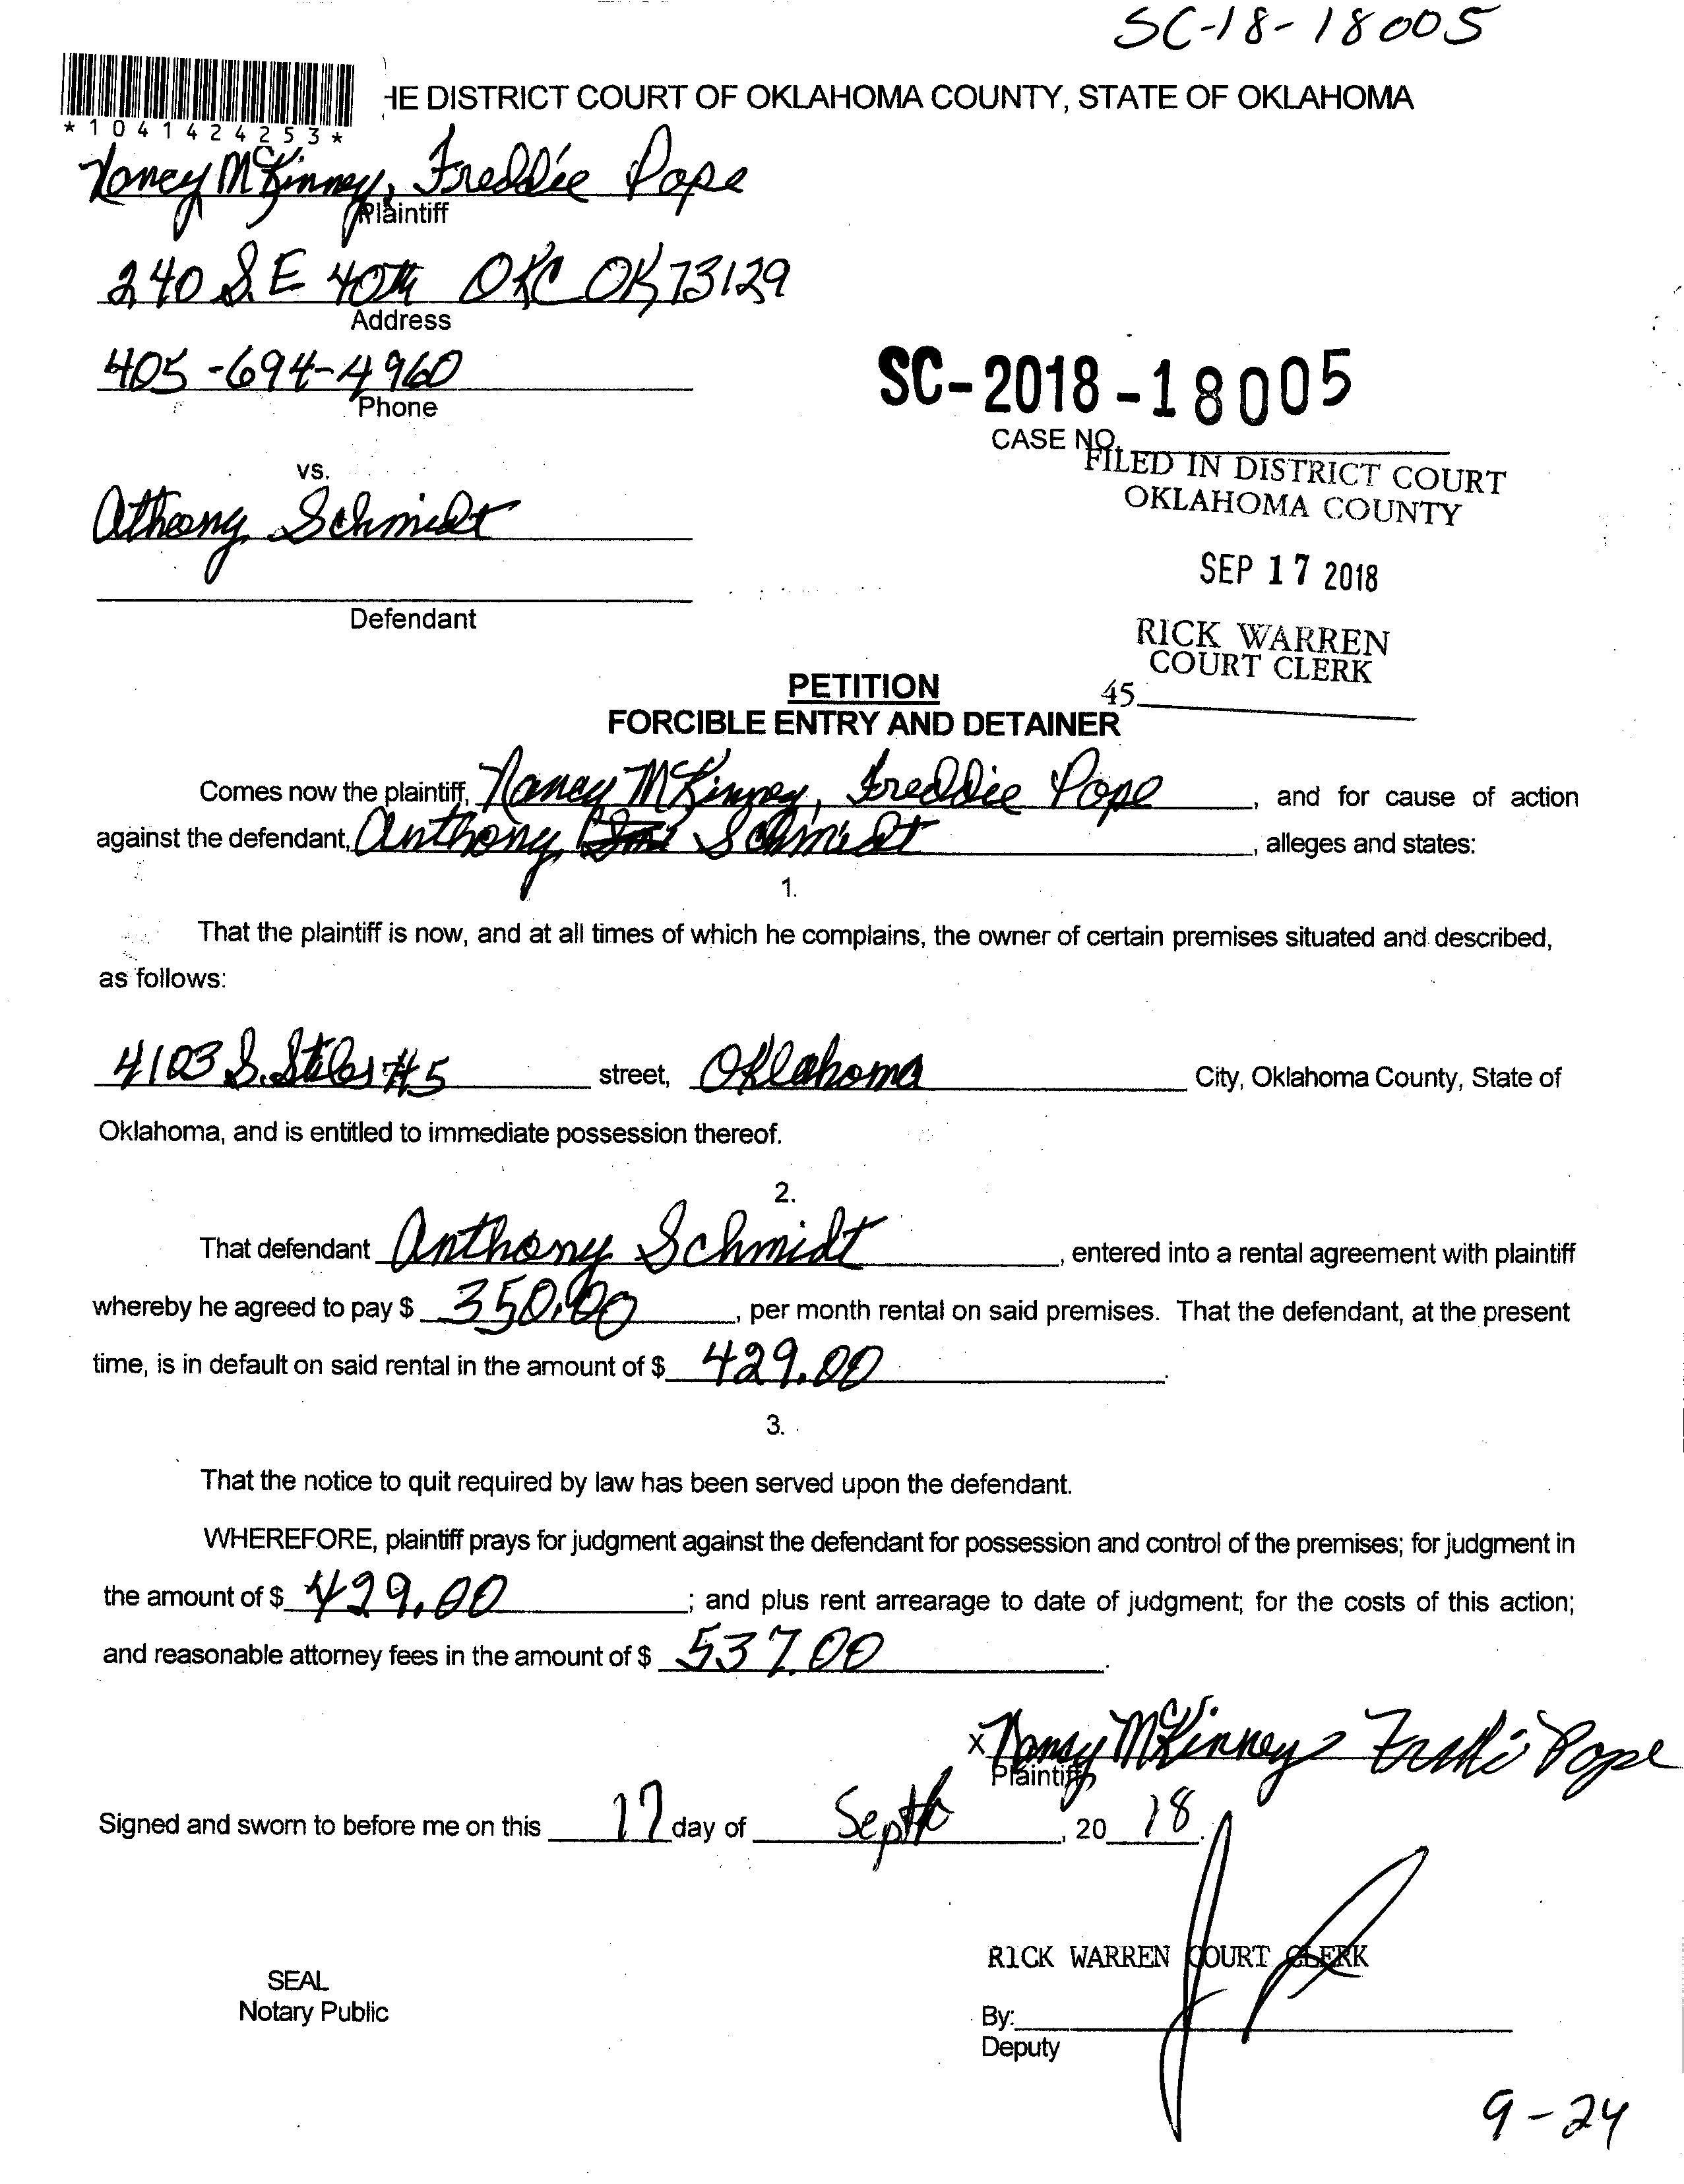 SC-18-18005
HE DISTRICT COURT OF OKLAHOMA COUNTY, STATE OF OKLAHOMA
*1041424253*
Nancy McKinney, Freddie Pope
Plaintiff
240 S.E 40th OKC OK 73129
Address
405-694-4960
Phone
SC-2018-18005
CASE NO.
FILED IN DISTRICT COURT
OKLAHOMA COUNTY
vs.
Athony Schmidt
SEP 17 2018
Defendant
RICK WARREN
COURT CLERK
45
PETITION
FORCIBLE ENTRY AND DETAINER
Comes now the plaintiff, Nancy McKinney, Freddie Pope, and for cause of action
against the defendant, Anthony Schmidt, alleges and states:
1.
That the plaintiff is now, and at all times of which he complains, the owner of certain premises situated and described,
as follows:
4103 S. Stiles #5 street, Oklahoma City, Oklahoma County, State of
Oklahoma, and is entitled to immediate possession thereof.
2.
That defendant Anthony Schmidt, entered into a rental agreement with plaintiff
whereby he agreed to pay $ 350.00, per month rental on said premises. That the defendant, at the present
time, is in default on said rental in the amount of $ 429.00.
3.
That the notice to quit required by law has been served upon the defendant.
WHEREFORE, plaintiff prays for judgment against the defendant for possession and control of the premises; for judgment in
the amount of $ 429.00; and plus rent arrearage to date of judgment; for the costs of this action;
and reasonable attorney fees in the amount of $ 537.00.
x Nancy McKinney Freddie Pope
Plaintiff
Signed and sworn to before me on this 17 day of Septh, 20 18.
RICK WARREN COURT CLERK
SEAL
Notary Public
By:
Deputy
9-24